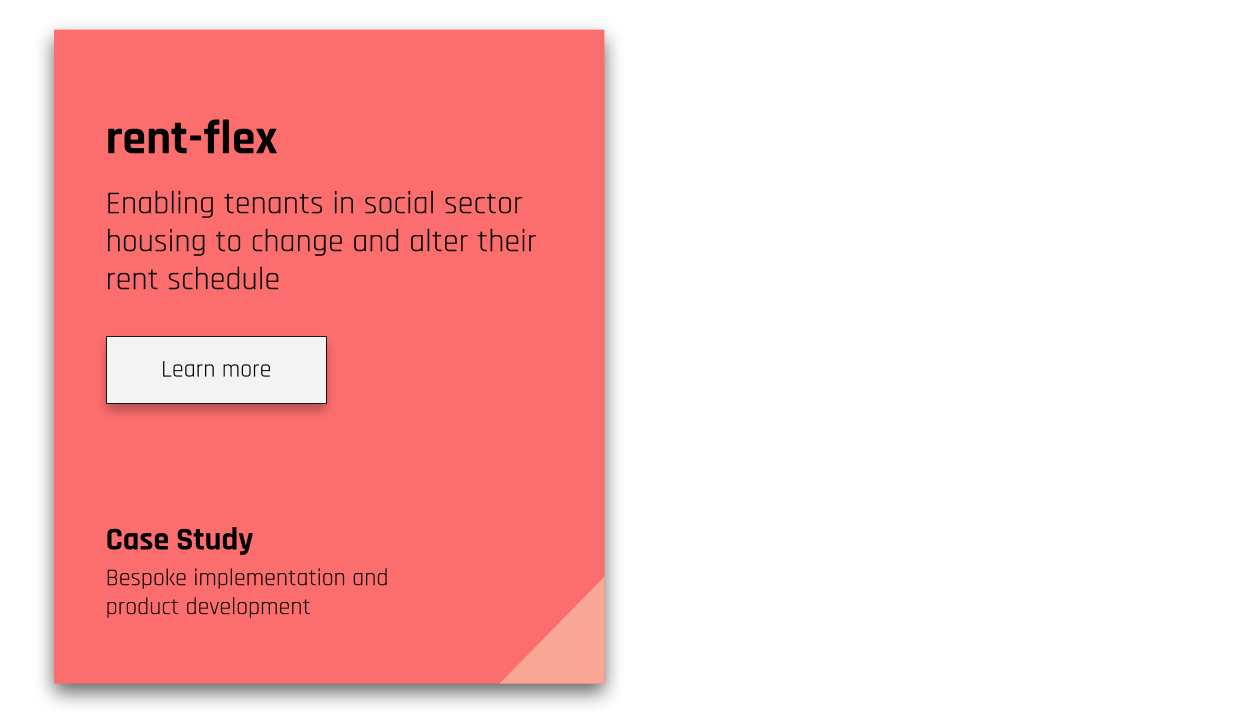 rent-flex
Enabling tenants in social sector
housing to change and alter their
rent schedule
Learn more
Case Study
Bespoke implementation and
product development